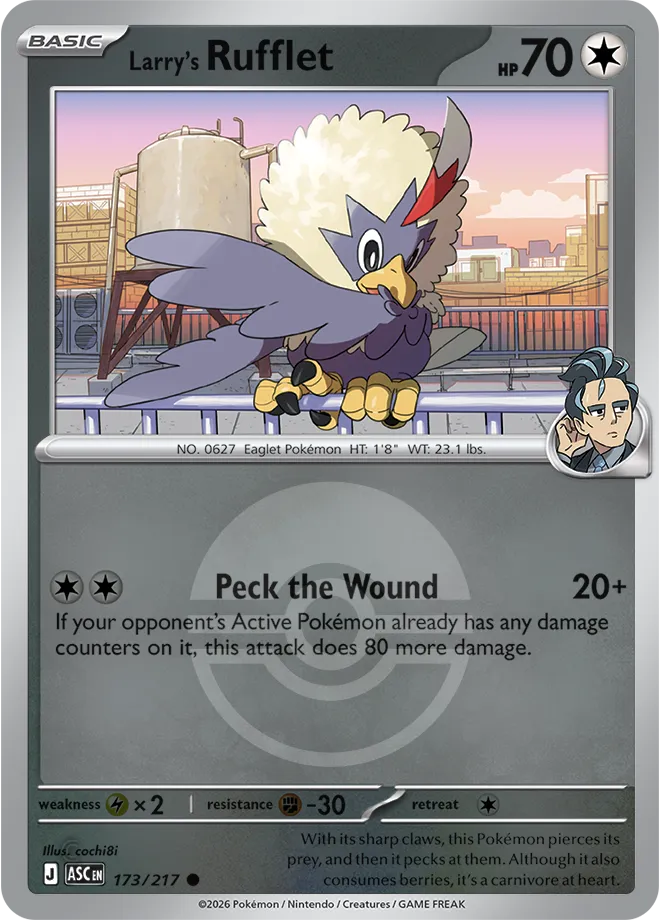 BASIC
Larry's Rufflet
HP 70
NO. 0627 Eaglet Pokémon HT: 1'8" WT: 23.1 lbs.
Peck the Wound 20+
If your opponent's Active Pokémon already has any damage
counters on it, this attack does 80 more damage.
weakness ×2 resistance -30 retreat
Illus. cochi8i
With its sharp claws, this Pokémon pierces its
prey, and then it pecks at them. Although it also
consumes berries, it's a carnivore at heart.
J ASC EN 173/217
©2026 Pokémon / Nintendo / Creatures / GAME FREAK